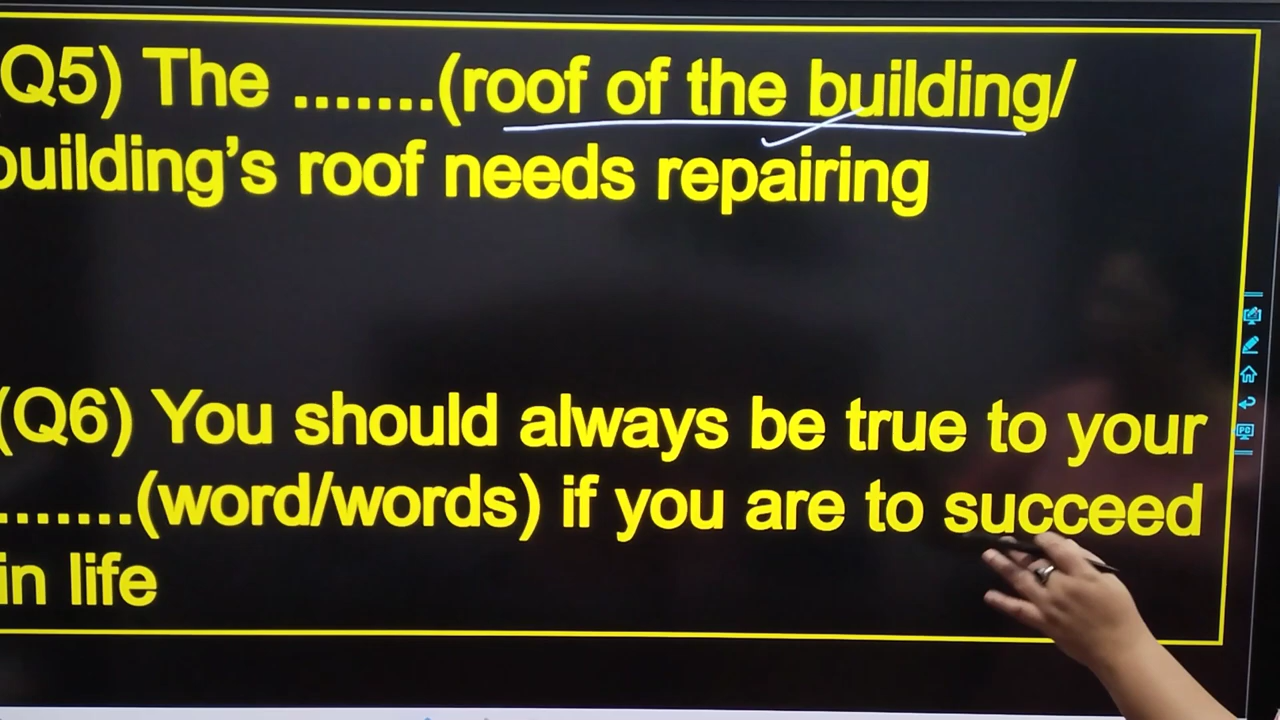 (Q5) The .......(roof of the building/
building’s roof needs repairing
(Q6) You should always be true to your
.......(word/words) if you are to succeed
in life
PC